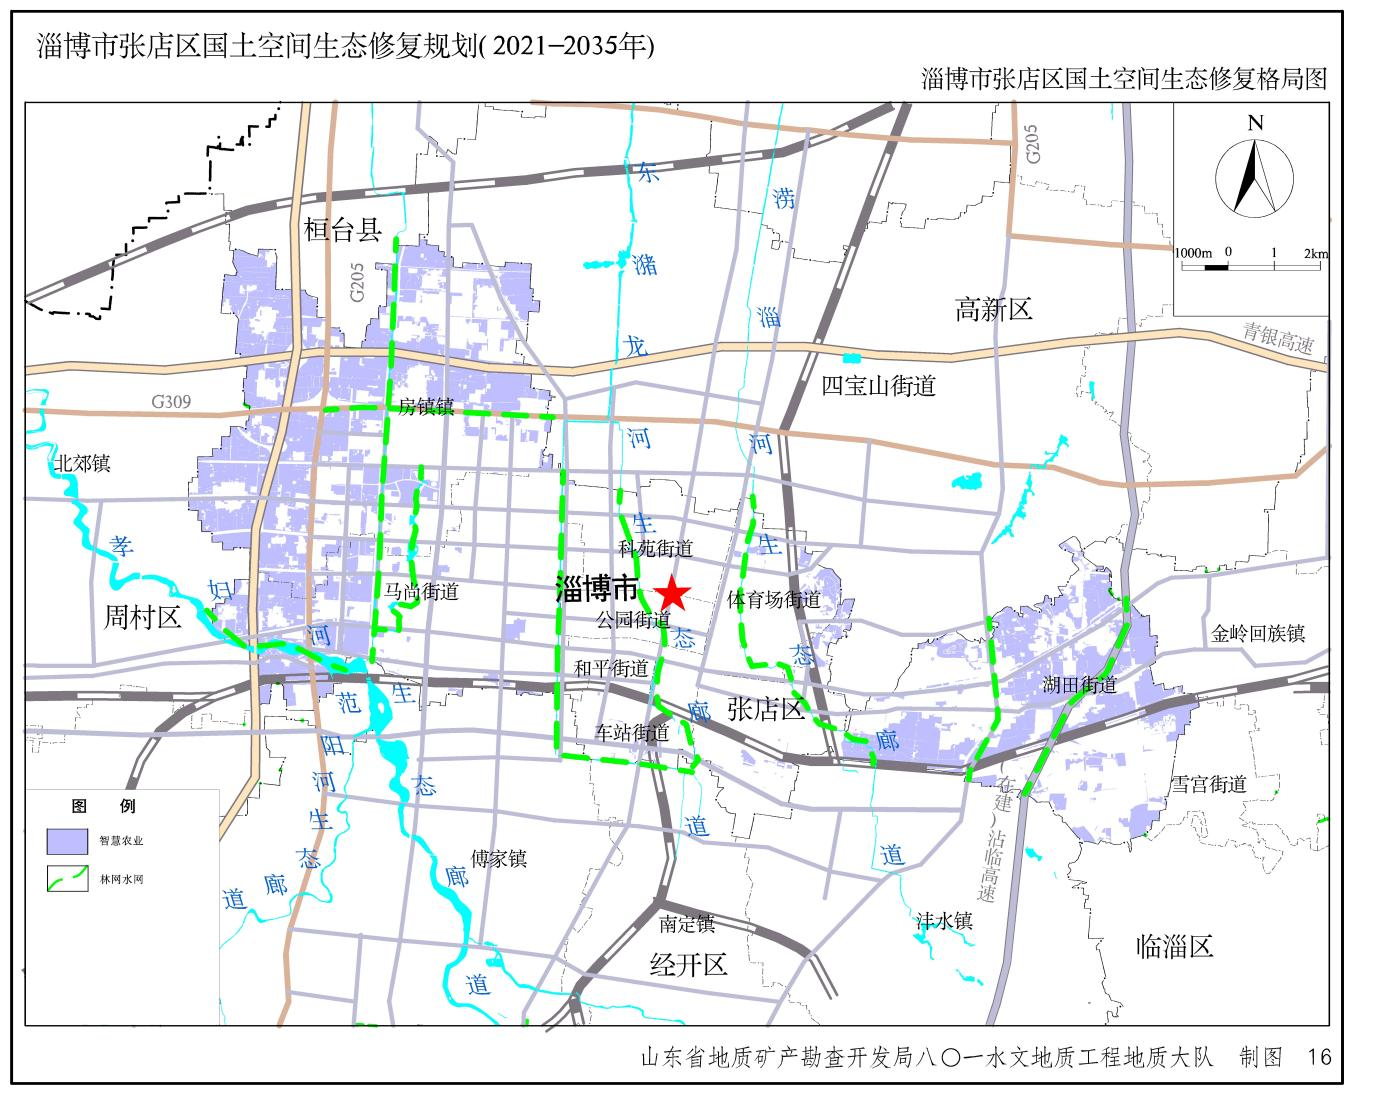 淄博市张店区国土空间生态修复规划( 2021—2035年)
淄博市张店区国土空间生态修复格局图
N
1000m 0 1 2km
G205
东
涝
桓台县
猪
G205
高新区
淄
青银高速
龙
四宝山街道
G309
房镇镇
河
河
北郊镇
生
生
孝
科苑街道
妇
马尚街道
淄博市
体育场街道
周村区
公园街道
河
态
金岭回族镇
态
和平街道
湖田街道
生
范
廊
张店区
车站街道
廊
阳
河
态
雪宫街道
在建)沾临高速
图 例
生
道
智慧农业
态
傅家镇
道
林网水网
廊
廊
道
沣水镇
南定镇
临淄区
经开区
道
山东省地质矿产勘查开发局八〇一水文地质工程地质大队 制图 16